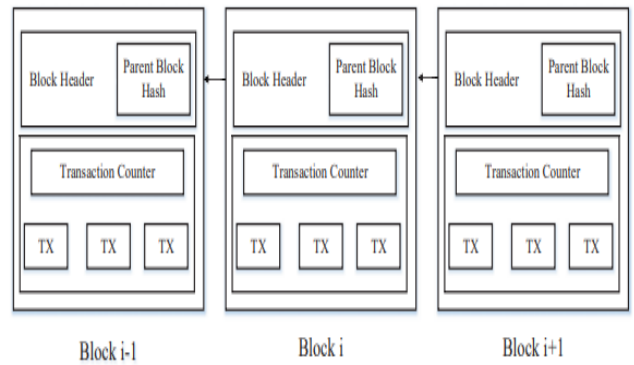 Block Header
Parent Block
Hash
Transaction Counter
TX TX TX
Block i-1
Block Header
Parent Block
Hash
Transaction Counter
TX TX TX
Block i
Block Header
Parent Block
Hash
Transaction Counter
TX TX TX
Block i+1